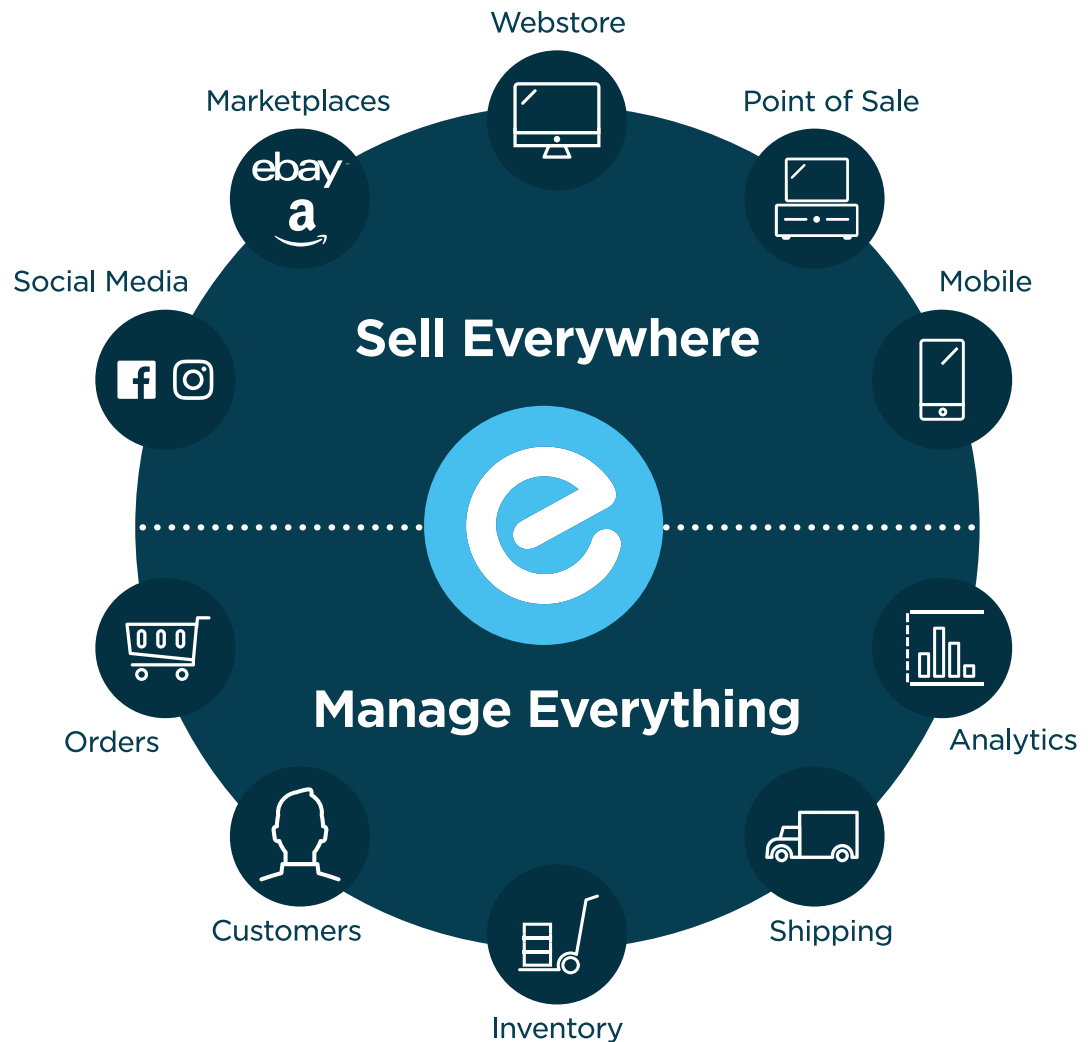 Webstore
Marketplaces
Point of Sale
ebay
a
Social Media
Mobile
Sell Everywhere
f
e
Manage Everything
Orders
Analytics
Customers
Shipping
Inventory